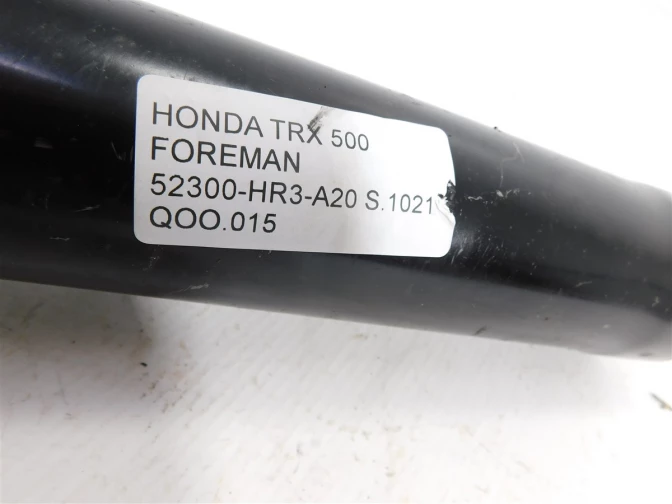 HONDA TRX 500
FOREMAN
52300-HR3-A20 S.1021
QOO.015